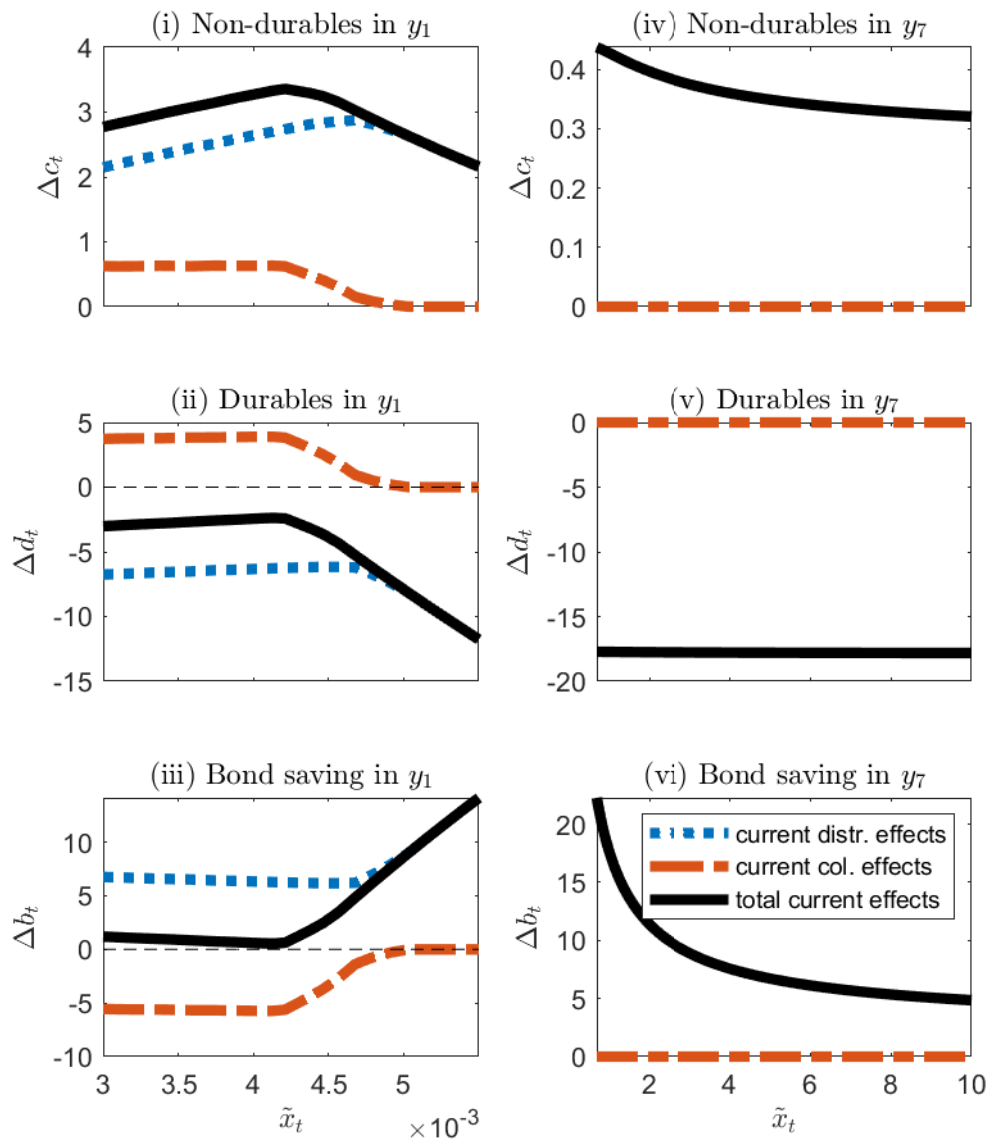 (i) Non-durables in y₁
4
3
2
1
0
Δcₜ
(iv) Non-durables in y₇
0.4
0.3
0.2
0.1
0
Δcₜ
(ii) Durables in y₁
5
0
-5
-10
-15
Δdₜ
(v) Durables in y₇
0
-5
-10
-15
-20
Δdₜ
(iii) Bond saving in y₁
10
5
0
-5
-10
Δbₜ
3 3.5 4 4.5 5
x̃ₜ
×10⁻³
(vi) Bond saving in y₇
20
15
10
5
0
Δbₜ
current distr. effects
current col. effects
total current effects
2 4 6 8 10
x̃ₜ